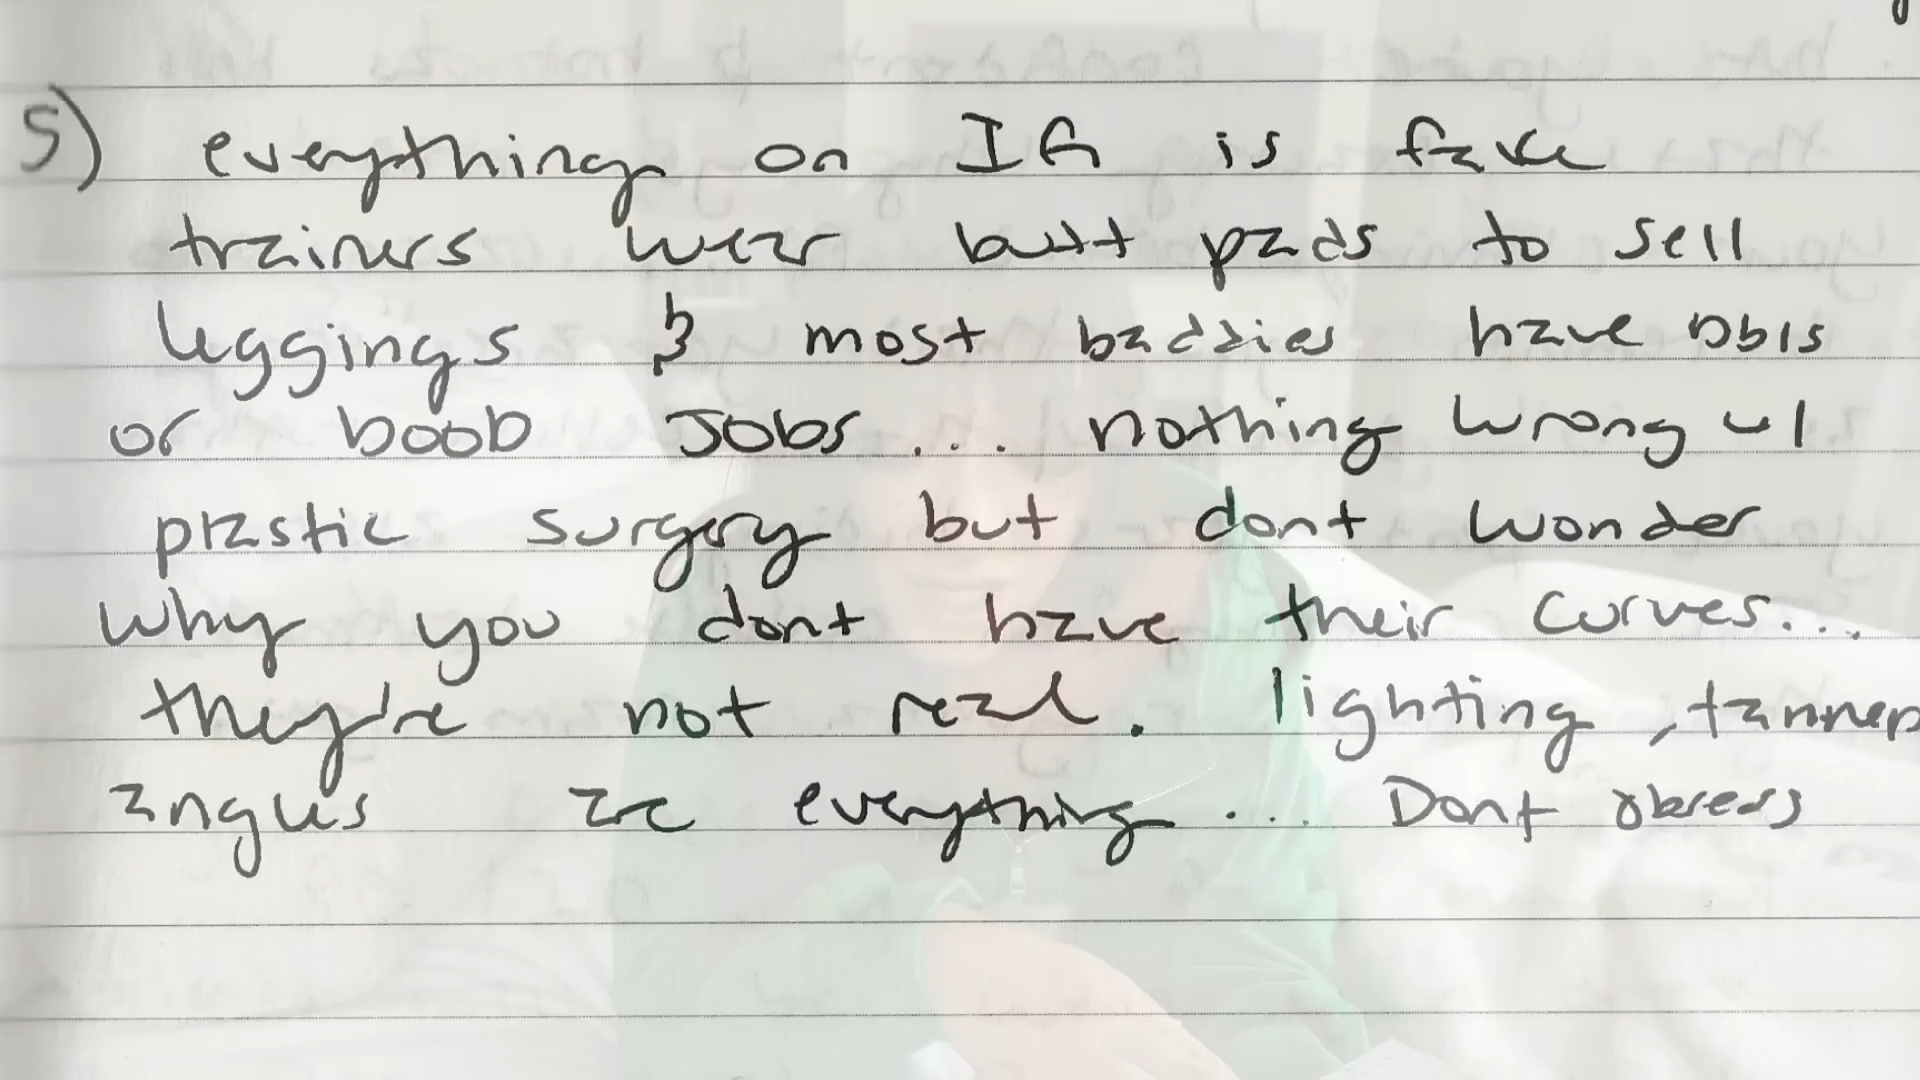 5) everything on IG is fake
trainers wear butt pads to sell
leggings & most baddies have bbls
or boob jobs... nothing wrong w/
plastic surgery but dont wonder
why you dont have their curves...
they're not real. lighting, tanner
angles are everything... Dont obsess